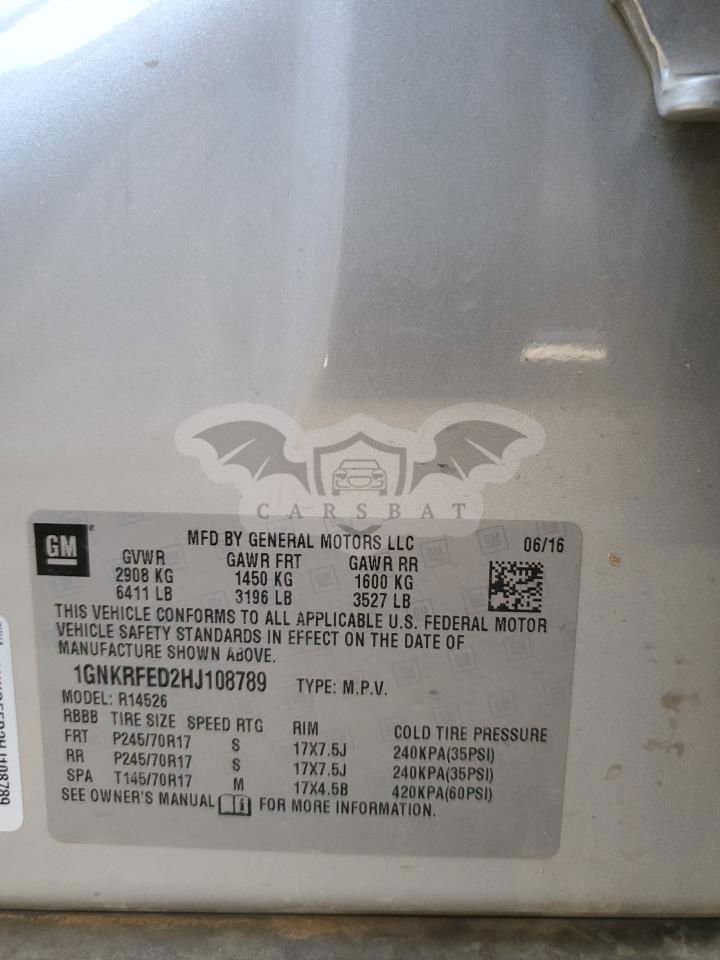 CARSBAT
GM
MFD BY GENERAL MOTORS LLC 06/16
GVWR GAWR FRT GAWR RR
2908 KG 1450 KG 1600 KG
6411 LB 3196 LB 3527 LB
THIS VEHICLE CONFORMS TO ALL APPLICABLE U.S. FEDERAL MOTOR
VEHICLE SAFETY STANDARDS IN EFFECT ON THE DATE OF
MANUFACTURE SHOWN ABOVE.
1GNKRFED2HJ108789 TYPE: M.P.V.
MODEL: R14526
RBBB TIRE SIZE SPEED RTG RIM COLD TIRE PRESSURE
FRT P245/70R17 S 17X7.5J 240KPA(35PSI)
RR P245/70R17 S 17X7.5J 240KPA(35PSI)
SPA T145/70R17 M 17X4.5B 420KPA(60PSI)
SEE OWNER'S MANUAL FOR MORE INFORMATION.